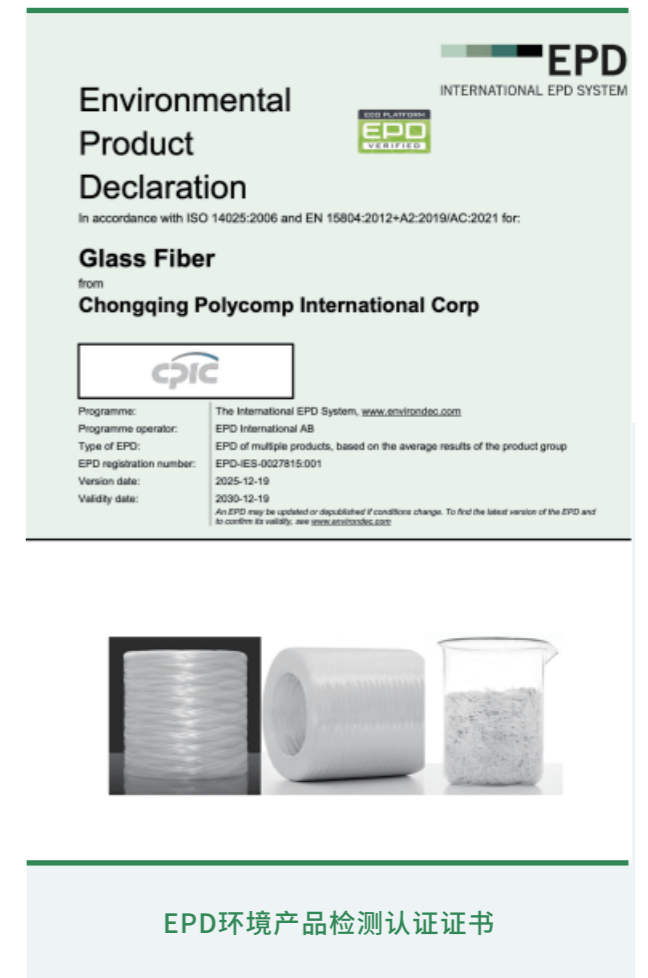 EPD
INTERNATIONAL EPD SYSTEM
ECO PLATFORM
EPD
VERIFIED
Environmental
Product
Declaration
In accordance with ISO 14025:2006 and EN 15804:2012+A2:2019/AC:2021 for:
Glass Fiber
from
Chongqing Polycomp International Corp
cpic
Programme: The International EPD System, www.environdec.com
Programme operator: EPD International AB
Type of EPD: EPD of multiple products, based on the average results of the product group
EPD registration number: EPD-IES-0027815:001
Version date: 2025-12-19
Validity date: 2030-12-19
An EPD may be updated or depublished if conditions change. To find the latest version of the EPD and
to confirm its validity, see www.environdec.com
EPD环境产品检测认证证书